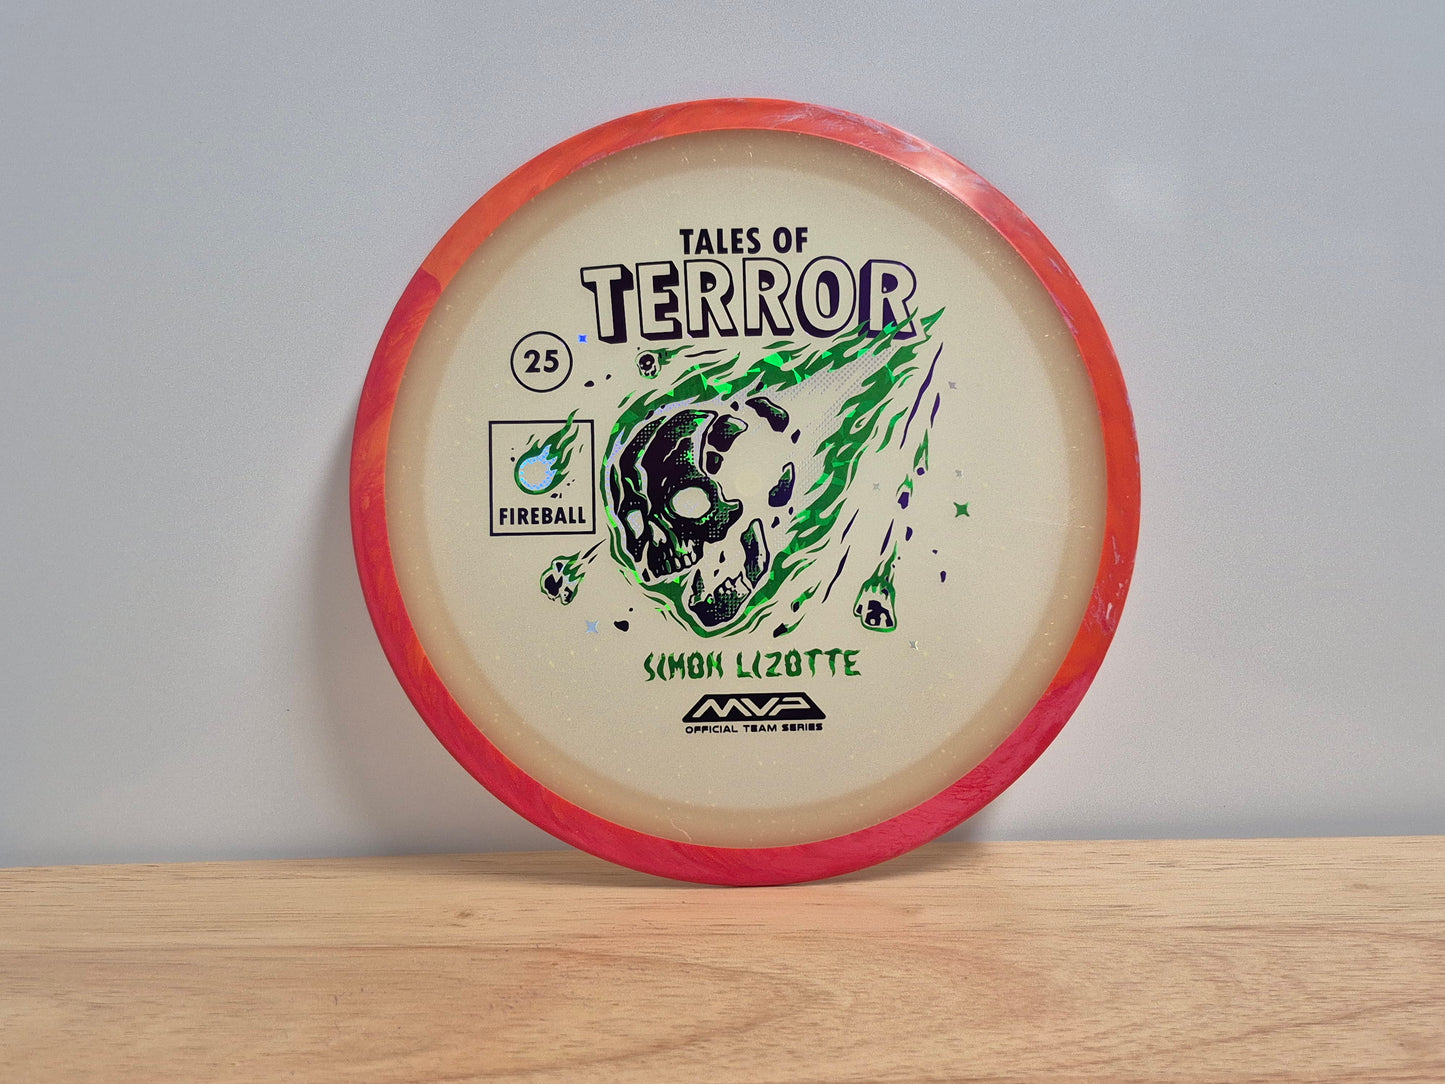 TALES OF
TERROR
25
FIREBALL
SIMON LIZOTTE
MVP
OFFICIAL TEAM SERIES